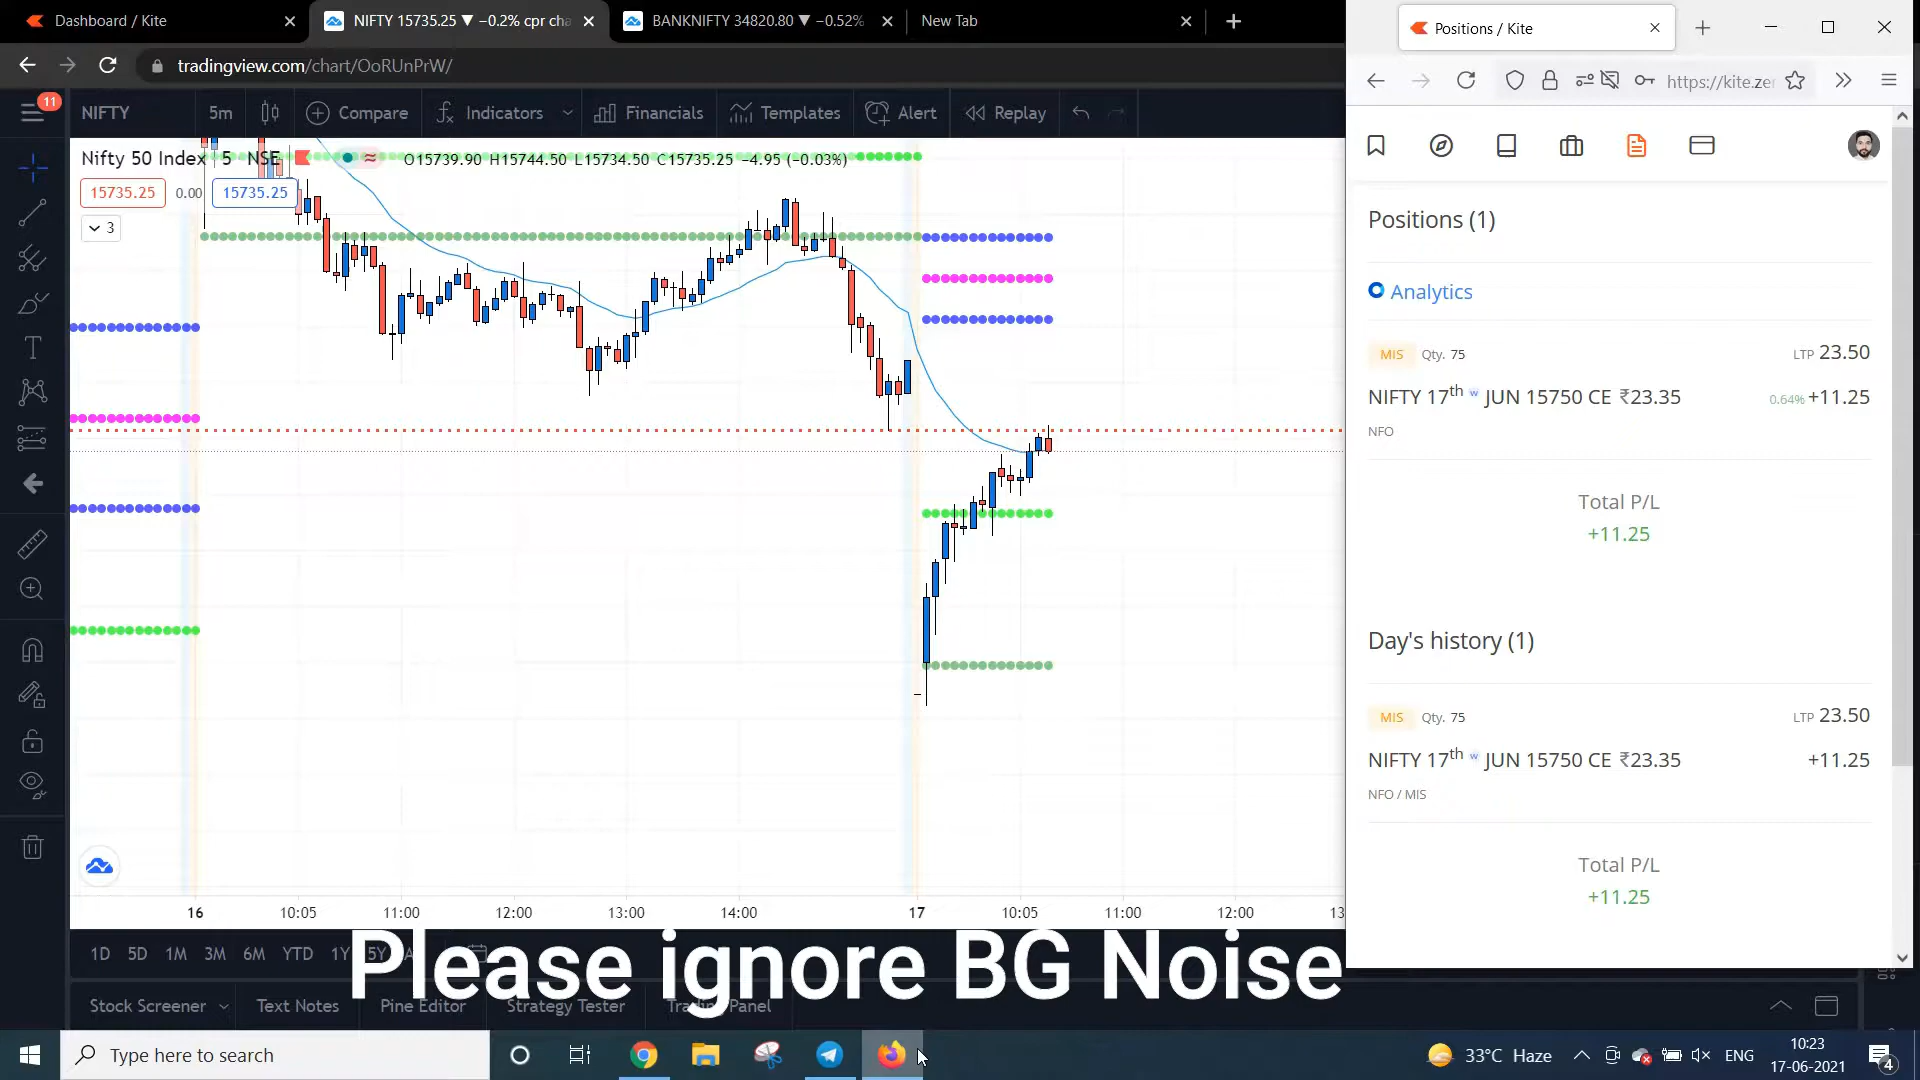 Dashboard / Kite
NIFTY 15735.25 ▼ −0.2% cpr cha
BANKNIFTY 34820.80 ▼ −0.52%
New Tab
Positions / Kite
tradingview.com/chart/OoRUnPrW/
https://kite.zer
11
NIFTY
5m
Compare
Indicators
Financials
Templates
Alert
Replay
Nifty 50 Index 5 NSE
O15739.90 H15744.50 L15734.50 C15735.25 −4.95 (−0.03%)
15735.25
0.00
15735.25
3
Positions (1)
Analytics
MIS Qty. 75
LTP 23.50
NIFTY 17th w JUN 15750 CE ₹23.35
0.64% +11.25
NFO
Total P/L
+11.25
Day's history (1)
MIS Qty. 75
LTP 23.50
NIFTY 17th w JUN 15750 CE ₹23.35
+11.25
NFO / MIS
Total P/L
+11.25
16 10:05 11:00 12:00 13:00 14:00 17 10:05 11:00 12:00 13
1D 5D 1M 3M 6M YTD 1Y 5Y
Please ignore BG Noise
Stock Screener
Text Notes
Pine Editor
Strategy Tester
Trading Panel
Type here to search
33°C Haze
ENG
10:23
17-06-2021
4